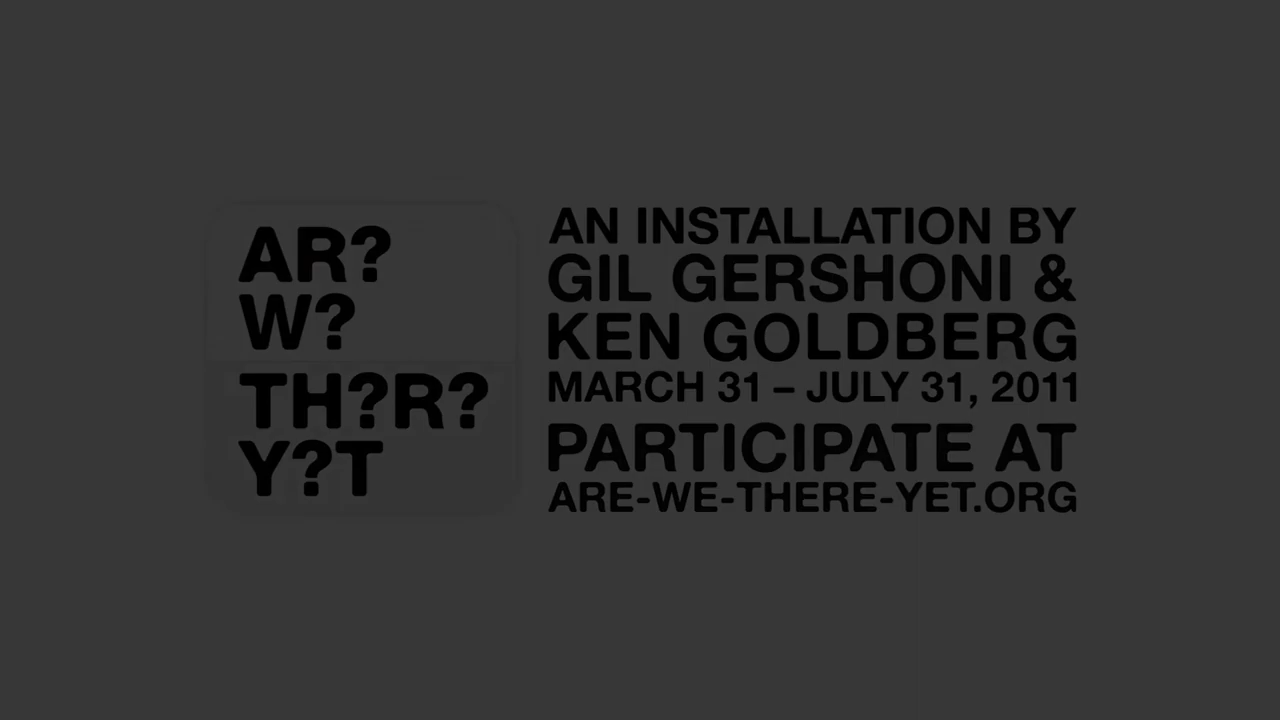 AR?
W?
TH?R?
Y?T
AN INSTALLATION BY
GIL GERSHONI &
KEN GOLDBERG
MARCH 31 – JULY 31, 2011
PARTICIPATE AT
ARE-WE-THERE-YET.ORG